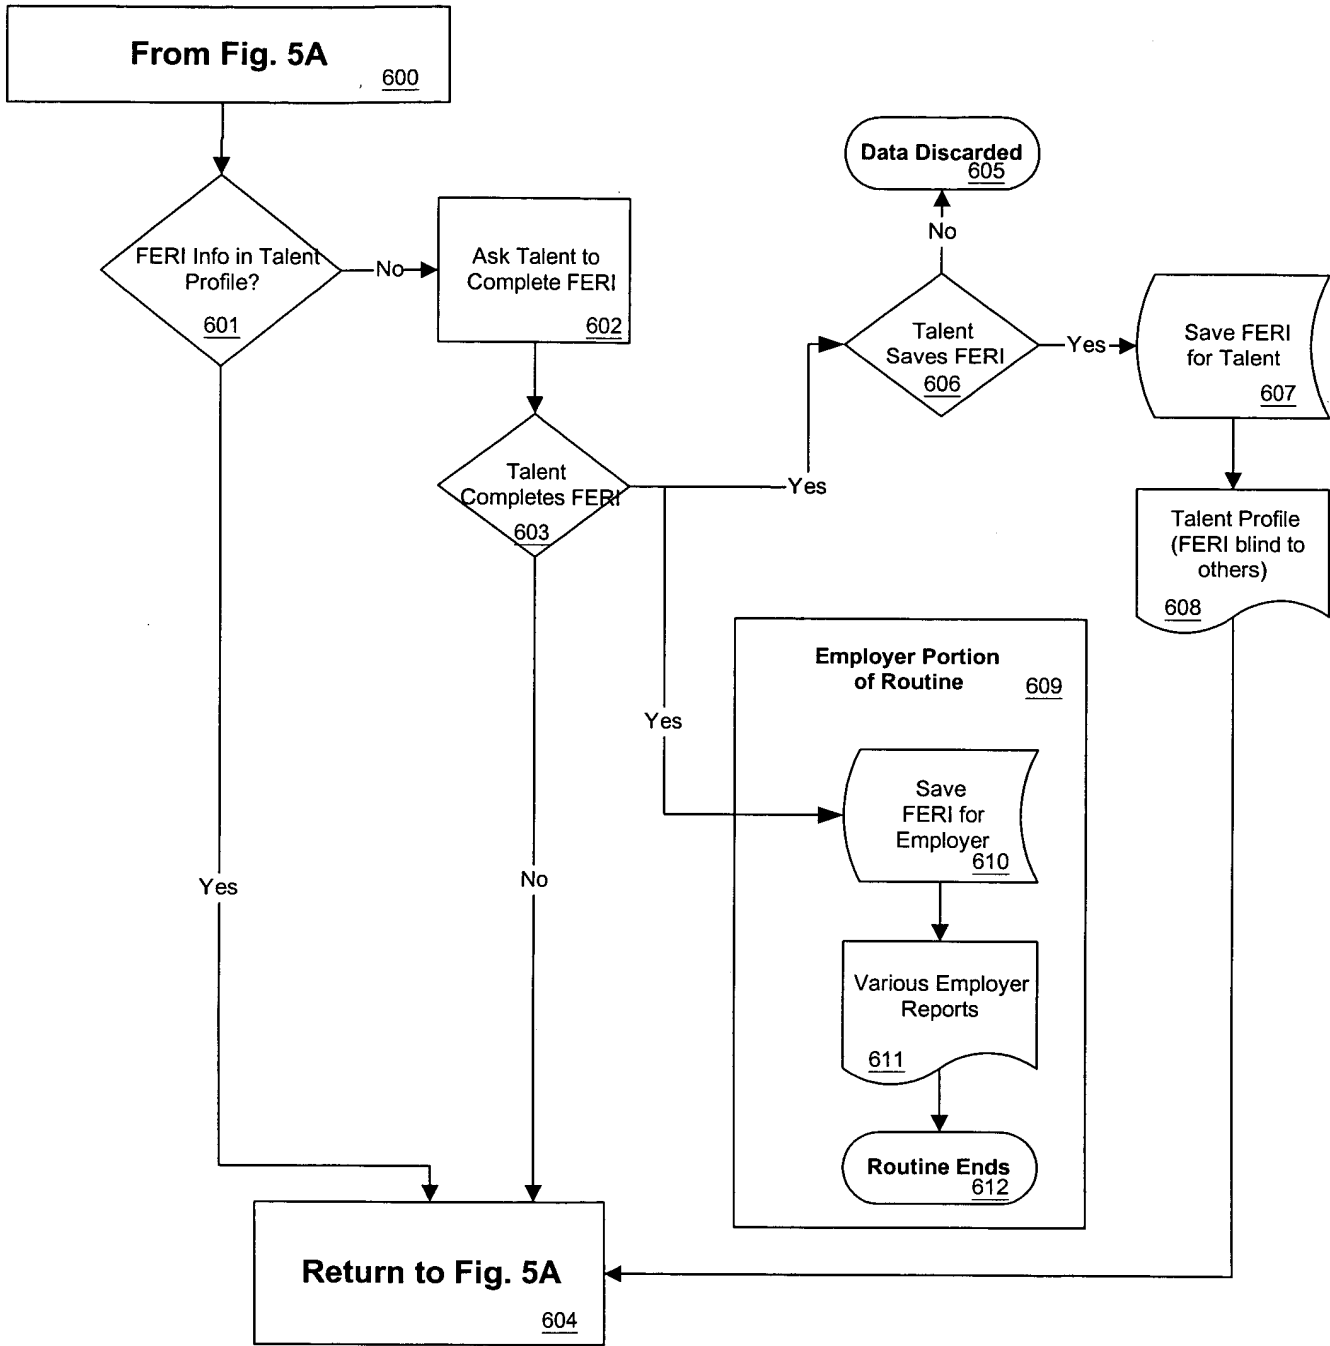 From Fig. 5A
600
FERI Info in Talent
Profile?
601
No
Ask Talent to
Complete FERI
602
Data Discarded
605
No
Talent
Saves FERI
606
Yes
Save FERI
for Talent
607
Talent
Completes FERI
603
Yes
Talent Profile
(FERI blind to
others)
608
Employer Portion
of Routine
609
Yes
Save
FERI for
Employer
610
Yes
No
Various Employer
Reports
611
Routine Ends
612
Return to Fig. 5A
604